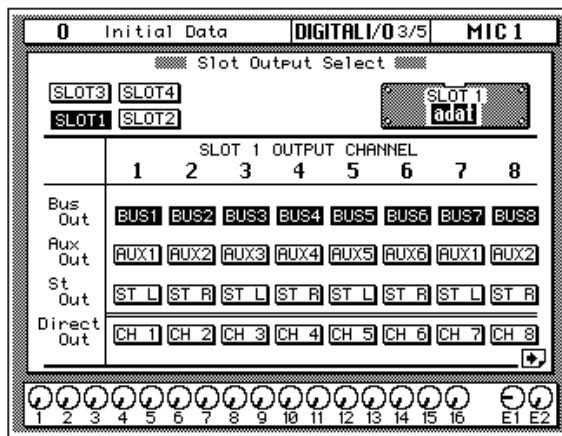 0 Initial Data DIGITAL I/O 3/5 MIC 1
Slot Output Select
SLOT3 SLOT4
SLOT1 SLOT2
SLOT 1
adat
SLOT 1 OUTPUT CHANNEL
1 2 3 4 5 6 7 8
Bus Out BUS1 BUS2 BUS3 BUS4 BUS5 BUS6 BUS7 BUS8
Aux Out AUX1 AUX2 AUX3 AUX4 AUX5 AUX6 AUX1 AUX2
St Out ST L ST R ST L ST R ST L ST R ST L ST R
Direct Out CH 1 CH 2 CH 3 CH 4 CH 5 CH 6 CH 7 CH 8
1 2 3 4 5 6 7 8 9 10 11 12 13 14 15 16 E1 E2